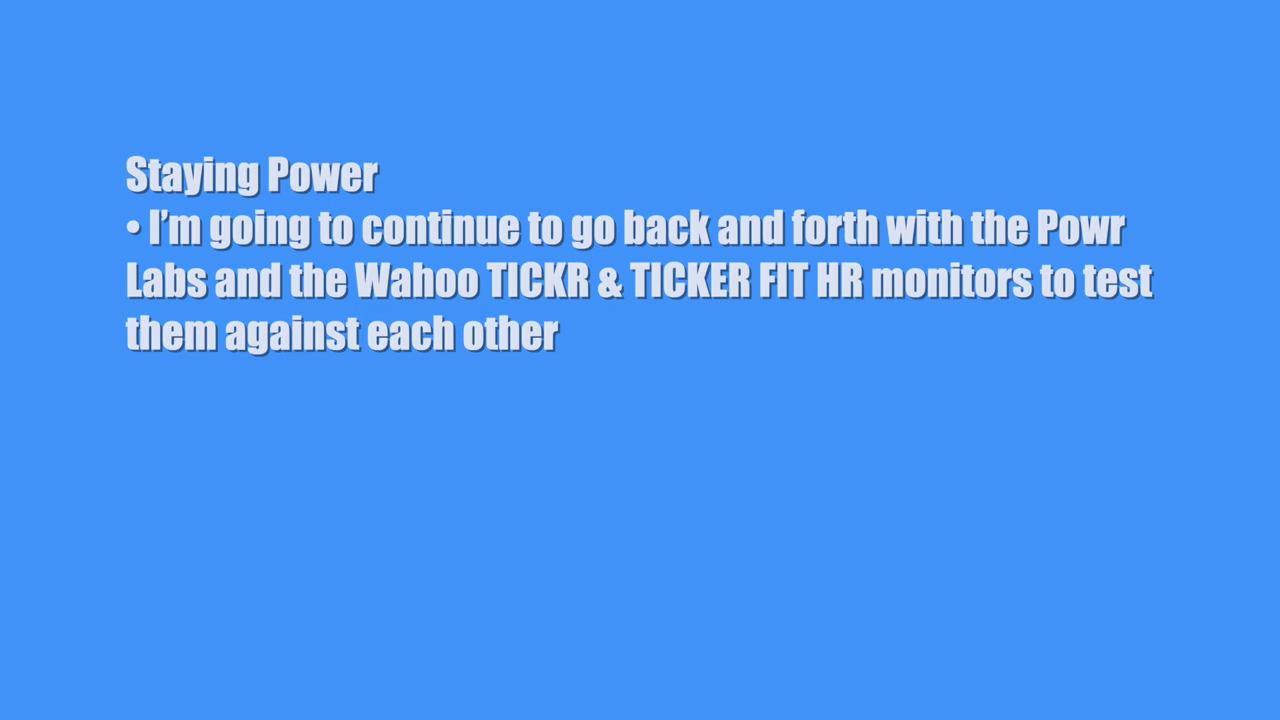 Staying Power
• I’m going to continue to go back and forth with the Powr
Labs and the Wahoo TICKR & TICKER FIT HR monitors to test
them against each other